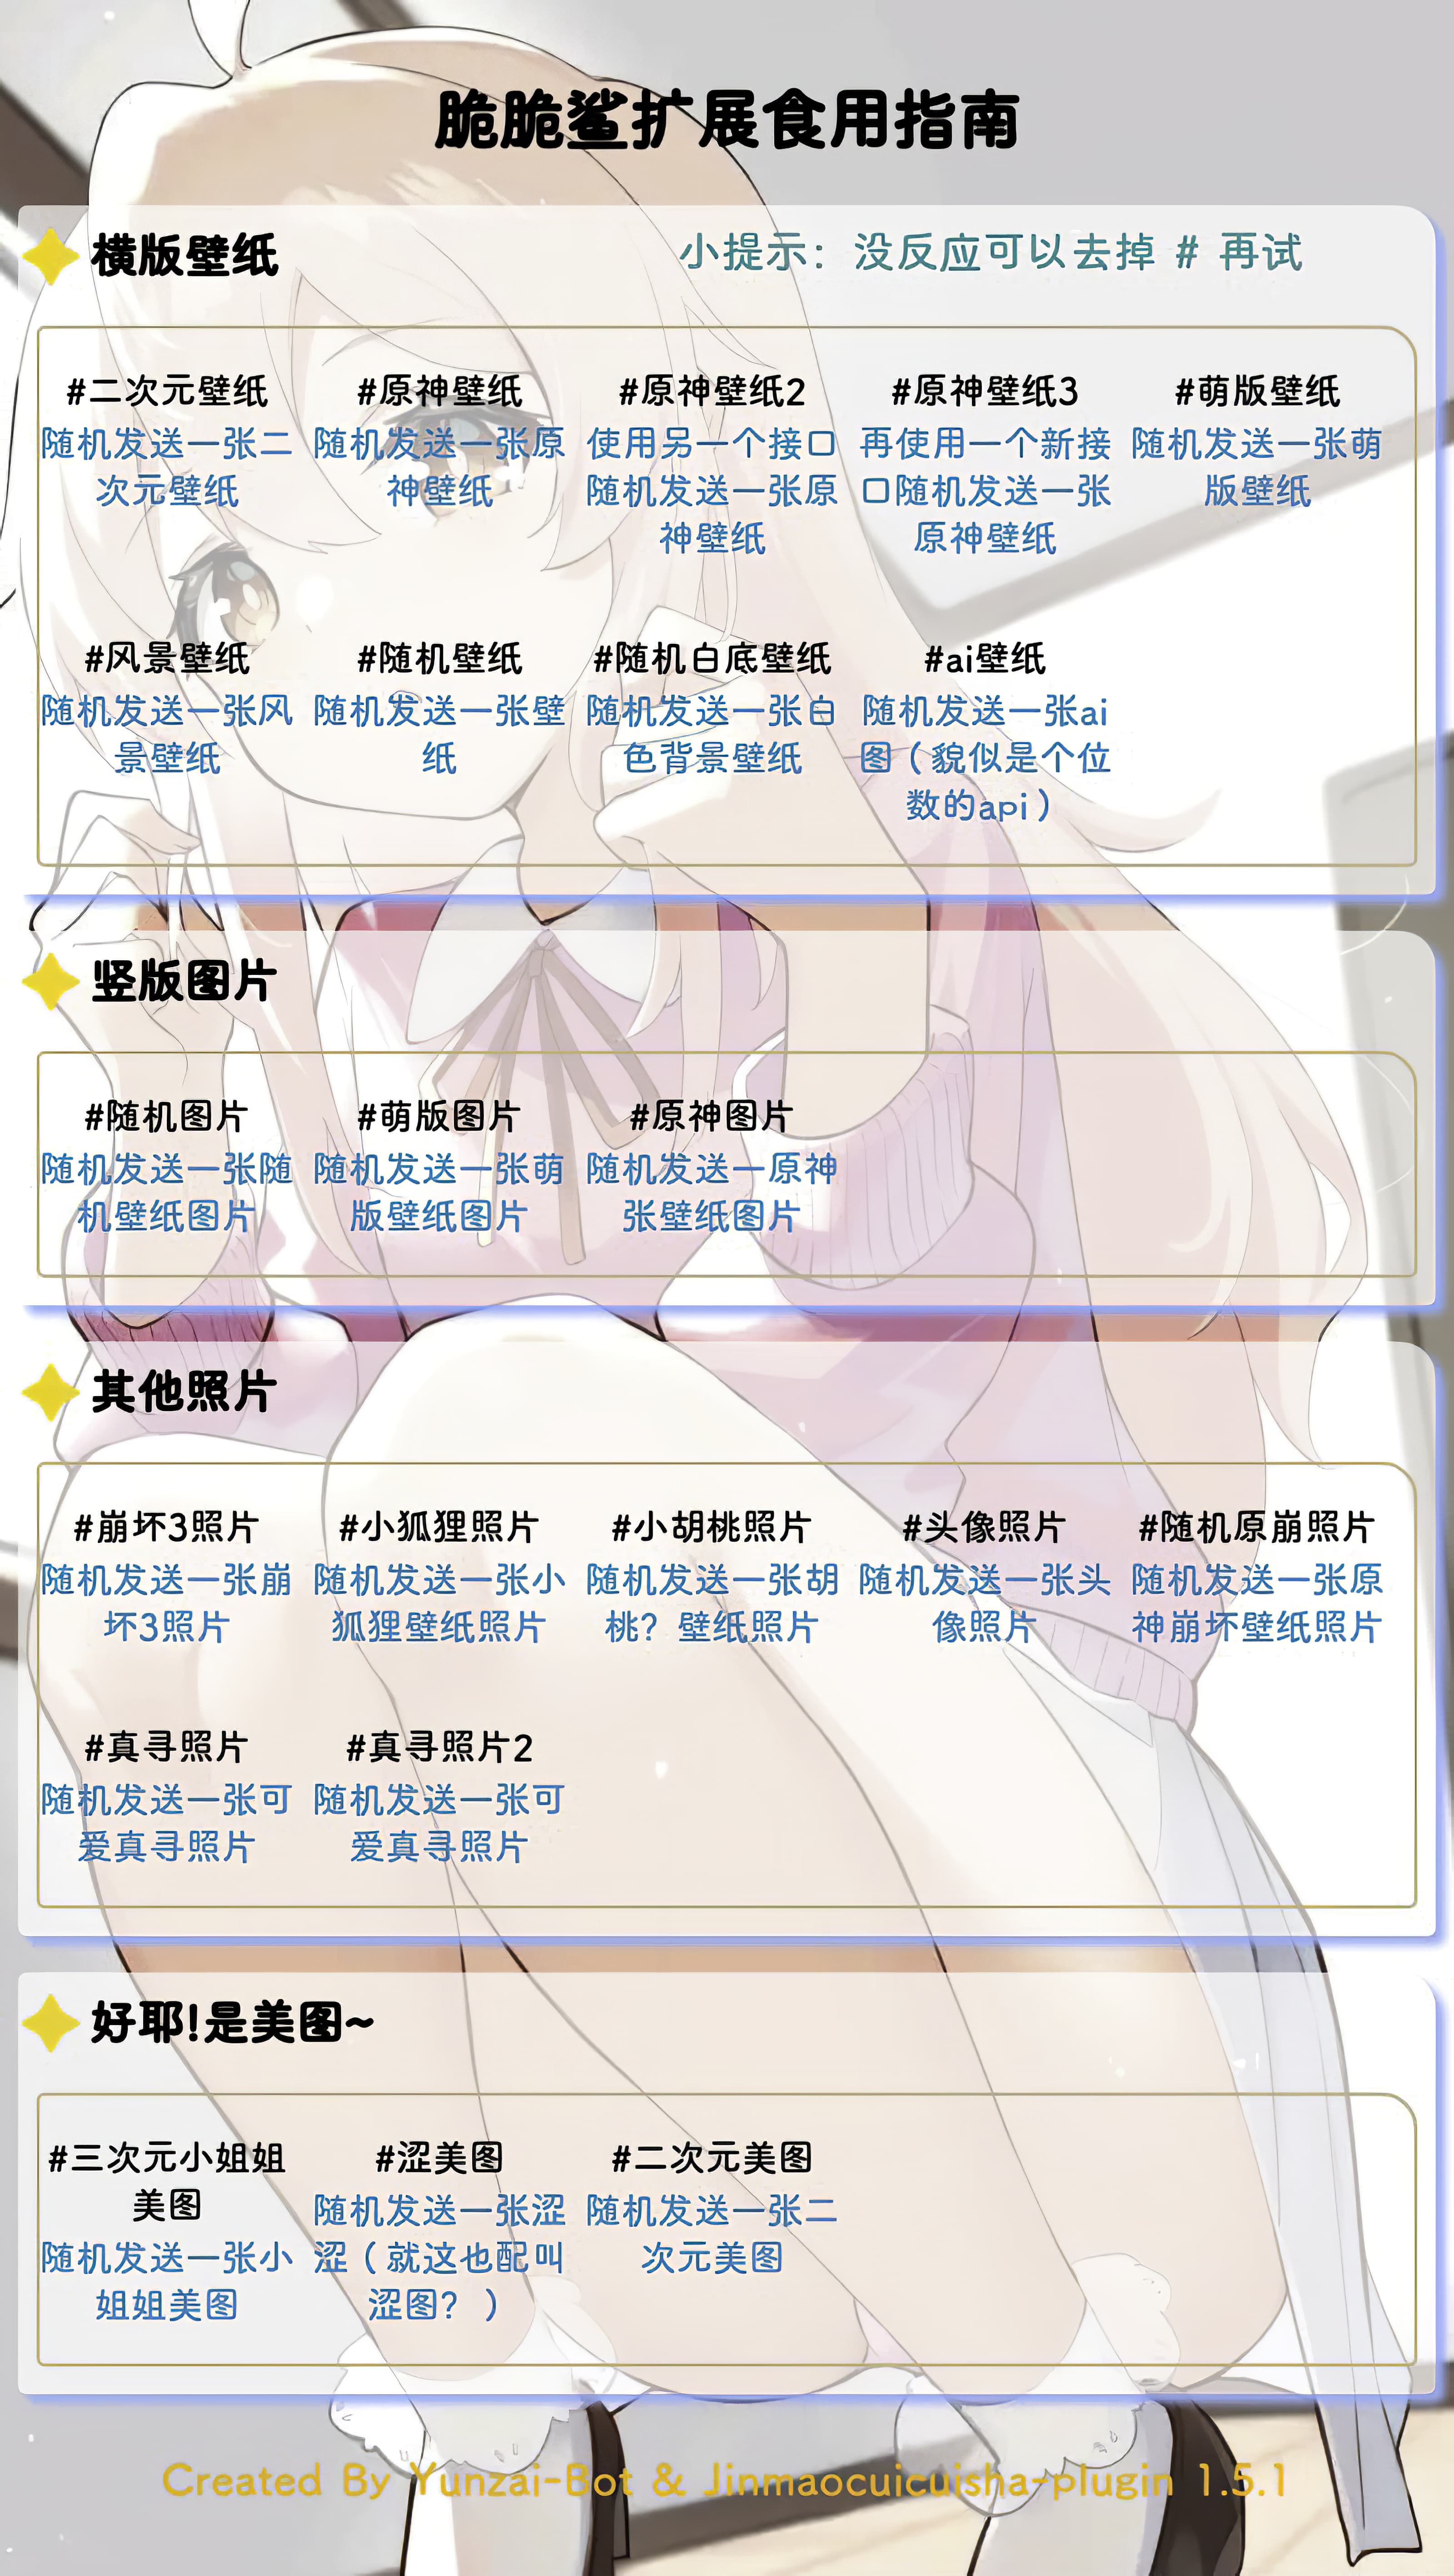 脆脆鲨扩展食用指南
横版壁纸
小提示：没反应可以去掉 # 再试
#二次元壁纸
随机发送一张二
次元壁纸
#原神壁纸
随机发送一张原
神壁纸
#原神壁纸2
使用另一个接口
随机发送一张原
神壁纸
#原神壁纸3
再使用一个新接
口随机发送一张
原神壁纸
#萌版壁纸
随机发送一张萌
版壁纸
#风景壁纸
随机发送一张风
景壁纸
#随机壁纸
随机发送一张壁
纸
#随机白底壁纸
随机发送一张白
色背景壁纸
#ai壁纸
随机发送一张ai
图（貌似是个位
数的api）
竖版图片
#随机图片
随机发送一张随
机壁纸图片
#萌版图片
随机发送一张萌
版壁纸图片
#原神图片
随机发送一原神
张壁纸图片
其他照片
#崩坏3照片
随机发送一张崩
坏3照片
#小狐狸照片
随机发送一张小
狐狸壁纸照片
#小胡桃照片
随机发送一张胡
桃？壁纸照片
#头像照片
随机发送一张头
像照片
#随机原崩照片
随机发送一张原
神崩坏壁纸照片
#真寻照片
随机发送一张可
爱真寻照片
#真寻照片2
随机发送一张可
爱真寻照片
好耶!是美图~
#三次元小姐姐
美图
随机发送一张小
姐姐美图
#涩美图
随机发送一张涩
涩（就这也配叫
涩图？）
#二次元美图
随机发送一张二
次元美图
Created By Yunzai-Bot & Jinmaocuicuisha-plugin 1.5.1